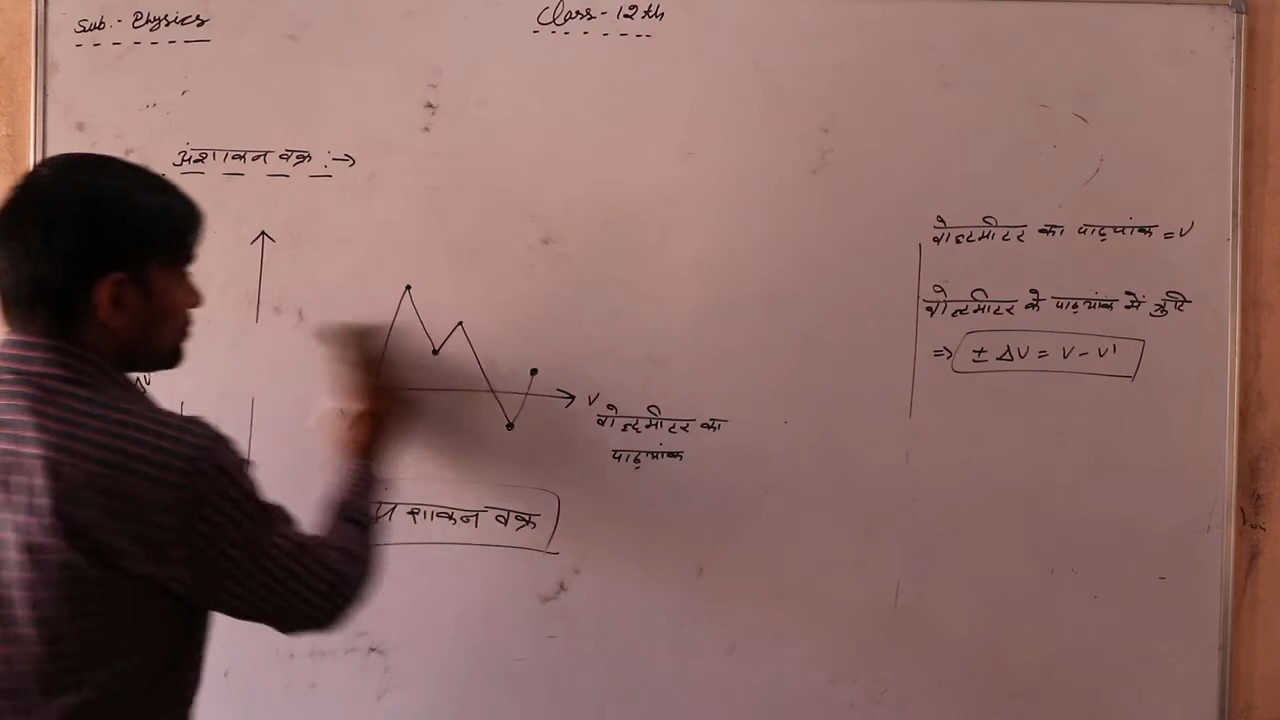 Sub.- Physics
Class-12th
अंशाकन वक्र :→
वोल्टमीटर का पाठ्यांक = V
वोल्टमीटर के पाठ्यांक में त्रुटि
⇒ ± ΔV = V - V'
V
वोल्टमीटर का
पाठ्यांक
शाकन वक्र